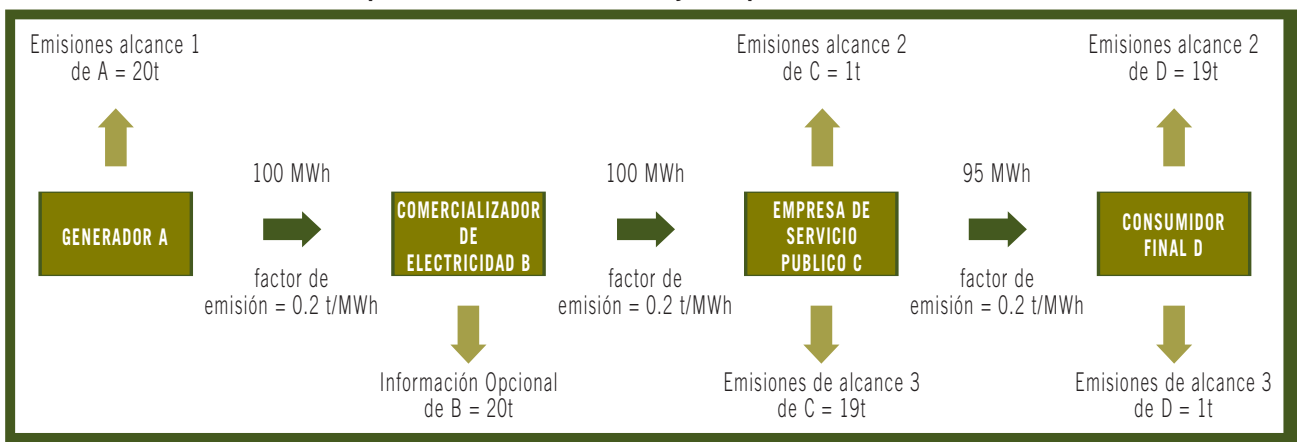 Emisiones alcance 1
de A = 20t
Emisiones alcance 2
de C = 1t
Emisiones alcance 2
de D = 19t
100 MWh
100 MWh
95 MWh
GENERADOR A
COMERCIALIZADOR
DE
ELECTRICIDAD B
EMPRESA DE
SERVICIO
PUBLICO C
CONSUMIDOR
FINAL D
factor de
emisión = 0.2 t/MWh
factor de
emisión = 0.2 t/MWh
factor de
emisión = 0.2 t/MWh
Información Opcional
de B = 20t
Emisiones de alcance 3
de C = 19t
Emisiones de alcance 3
de D = 1t